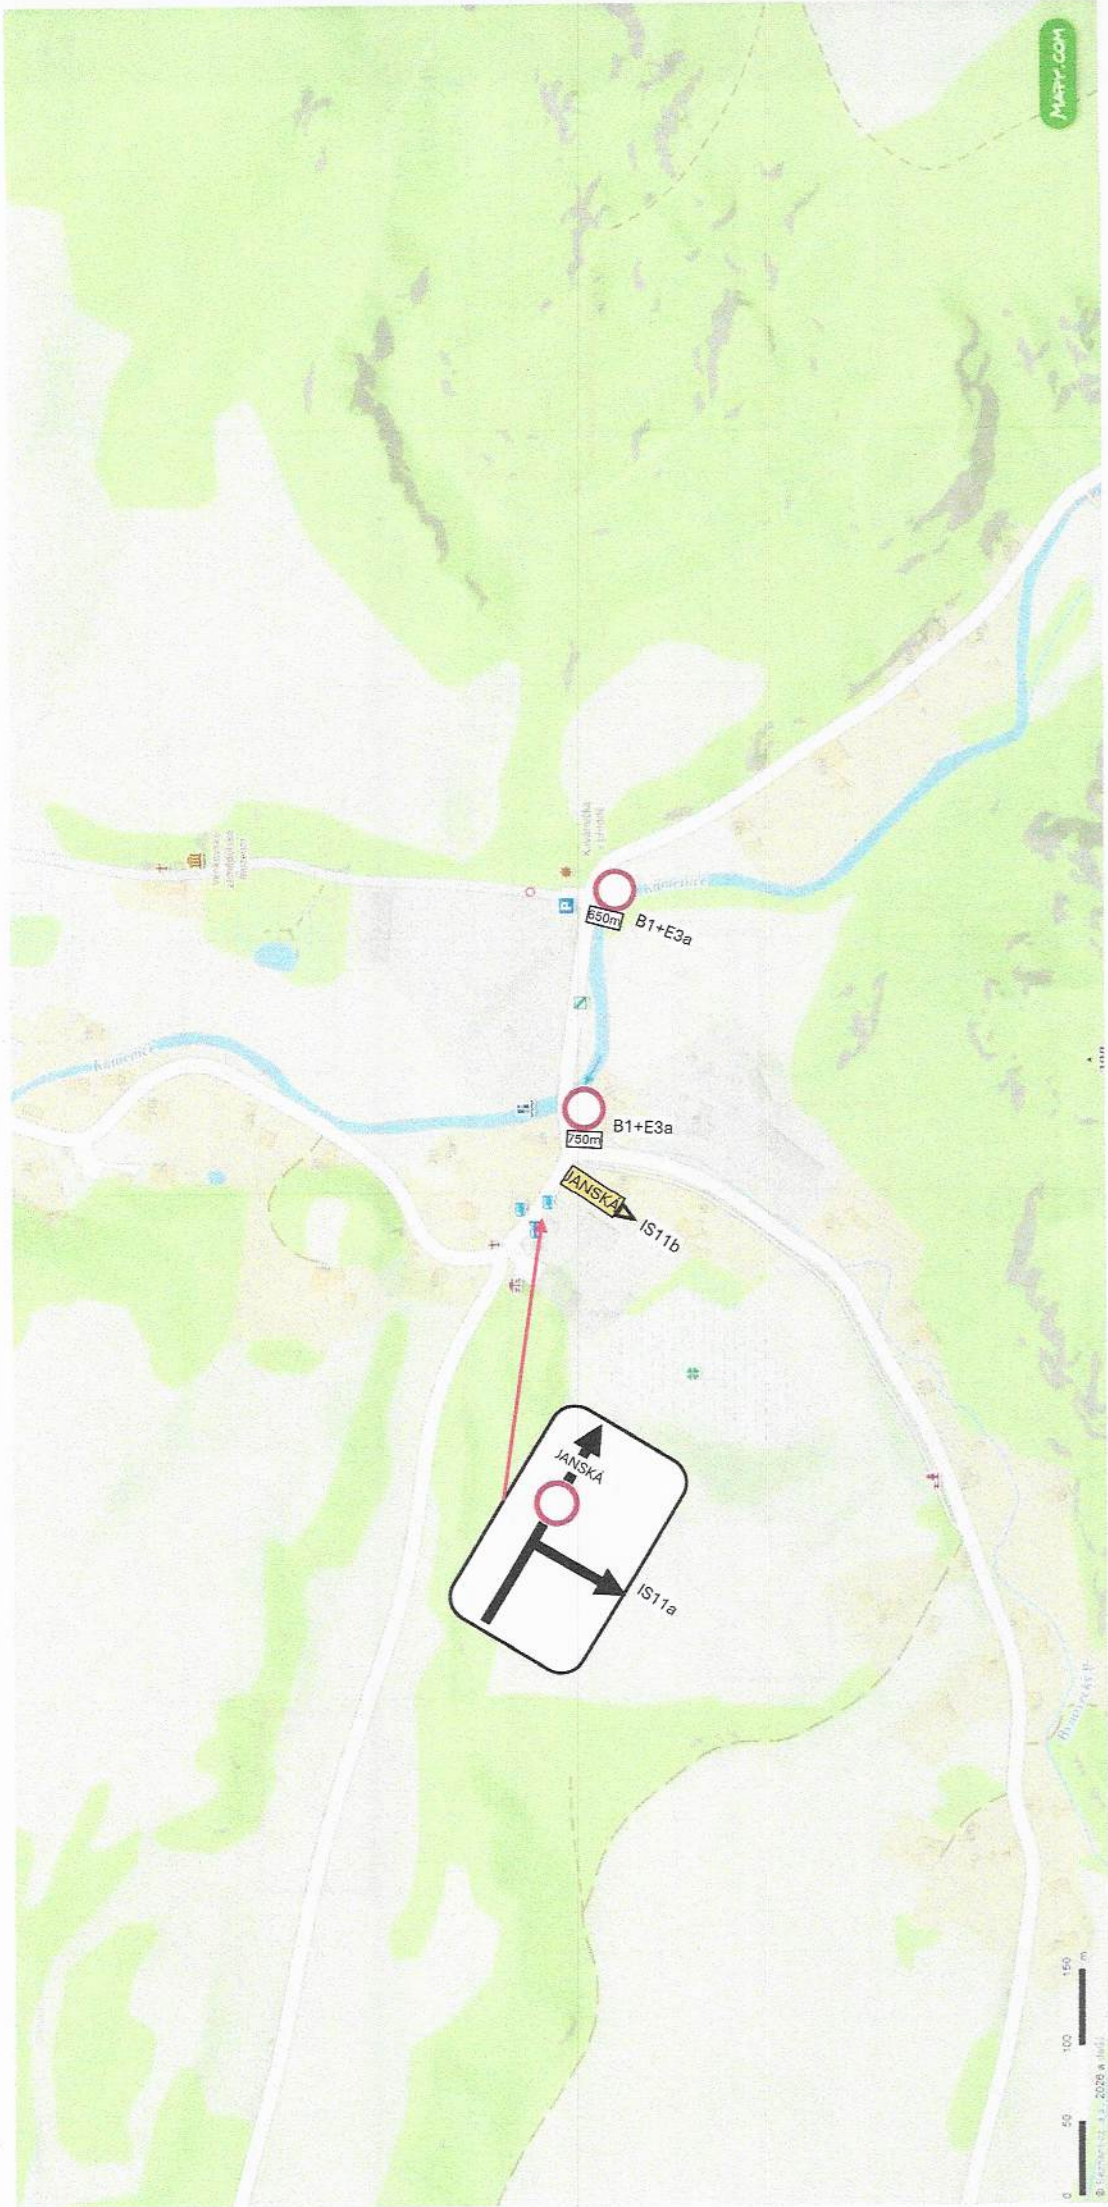 MAPY.COM
Kamenice
Kamenice
P
650m
B1+E3a
750m
B1+E3a
JANSKÁ
IS11b
JANSKÁ
IS11a
0 50 100 150
m